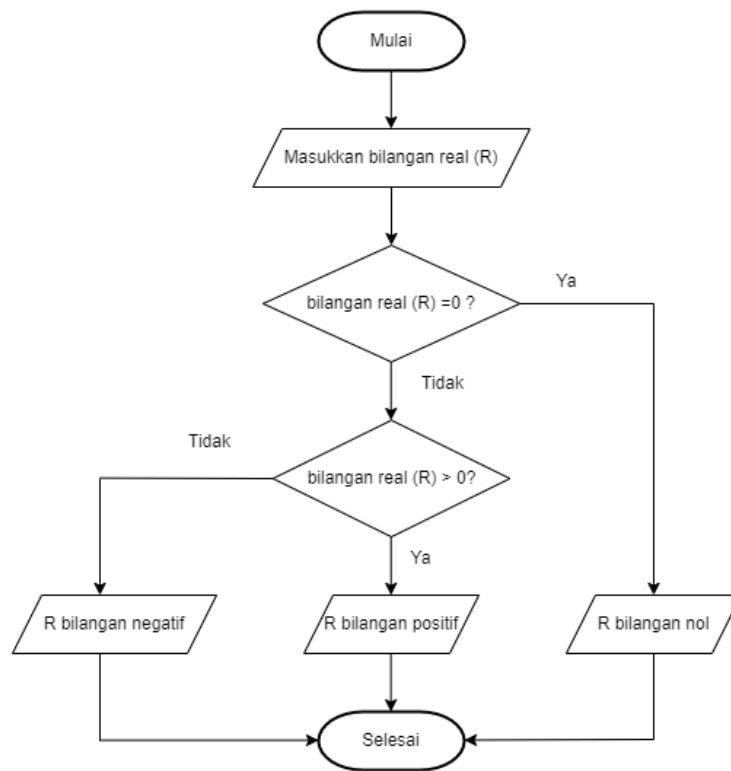 Mulai
Masukkan bilangan real (R)
bilangan real (R) =0 ?
Ya
Tidak
Tidak
bilangan real (R) > 0?
Ya
R bilangan negatif
R bilangan positif
R bilangan nol
Selesai